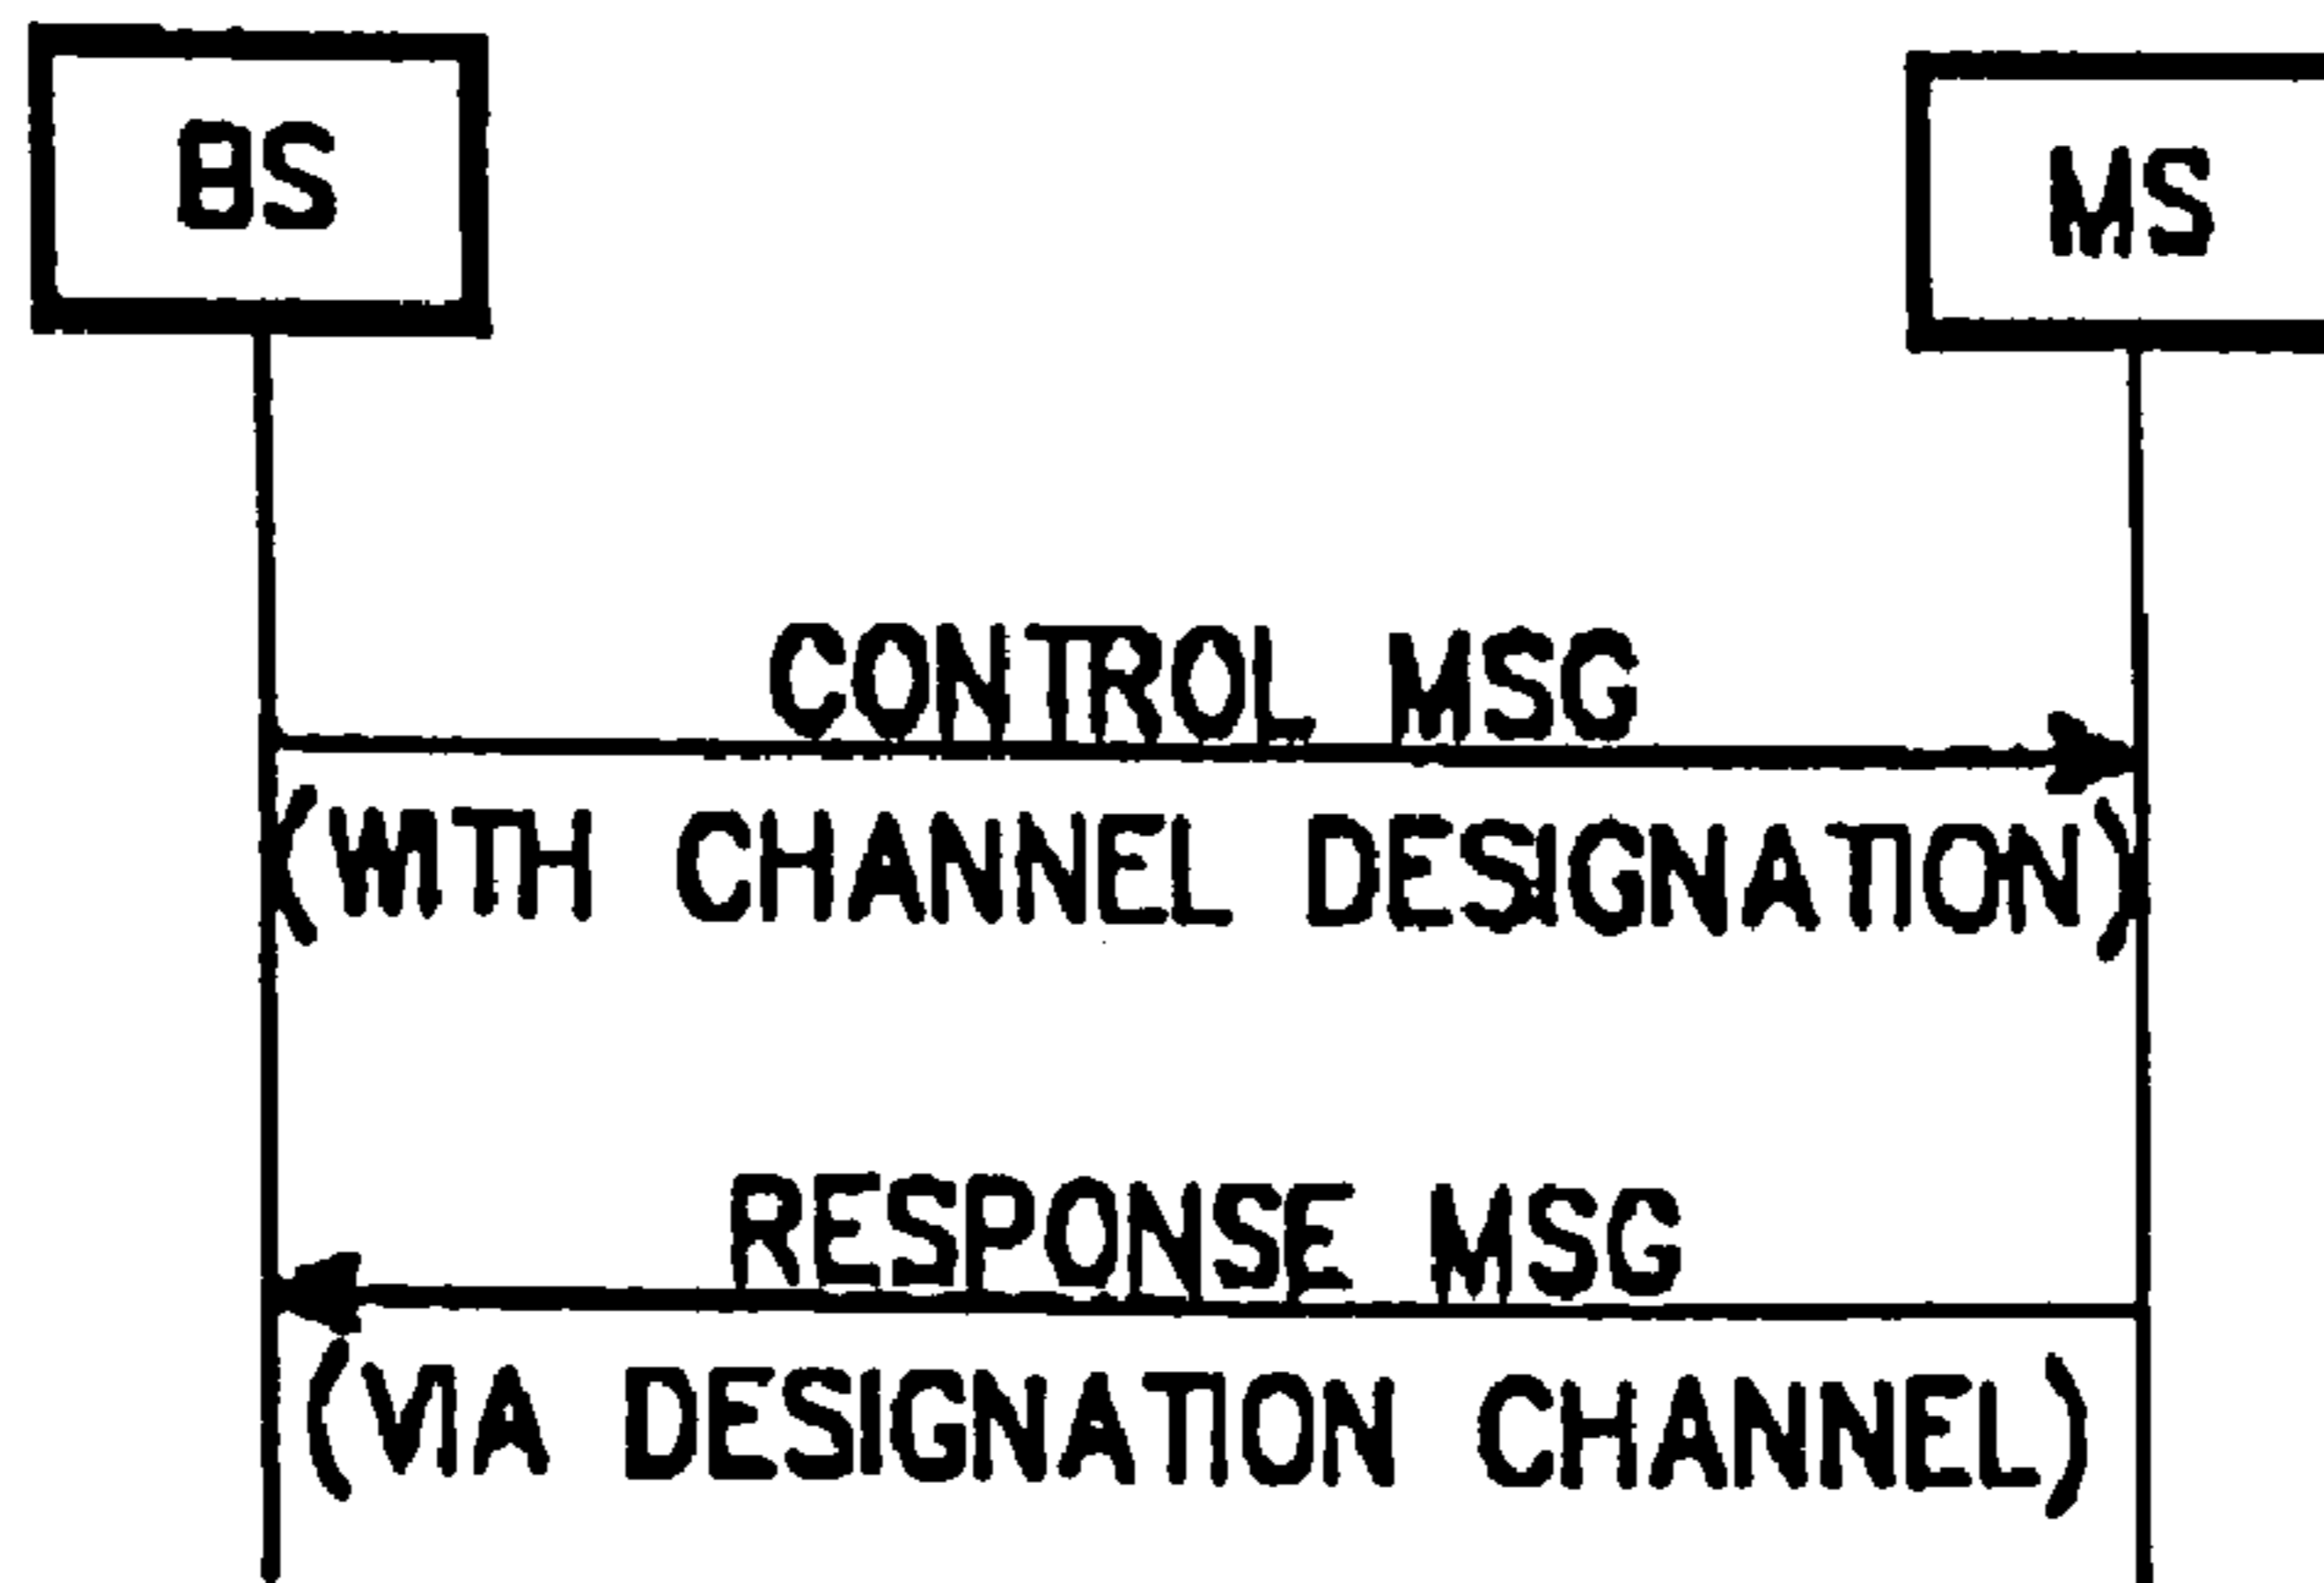 BS
MS
CONTROL MSG
(WITH CHANNEL DESIGNATION)
RESPONSE MSG
(VIA DESIGNATION CHANNEL)